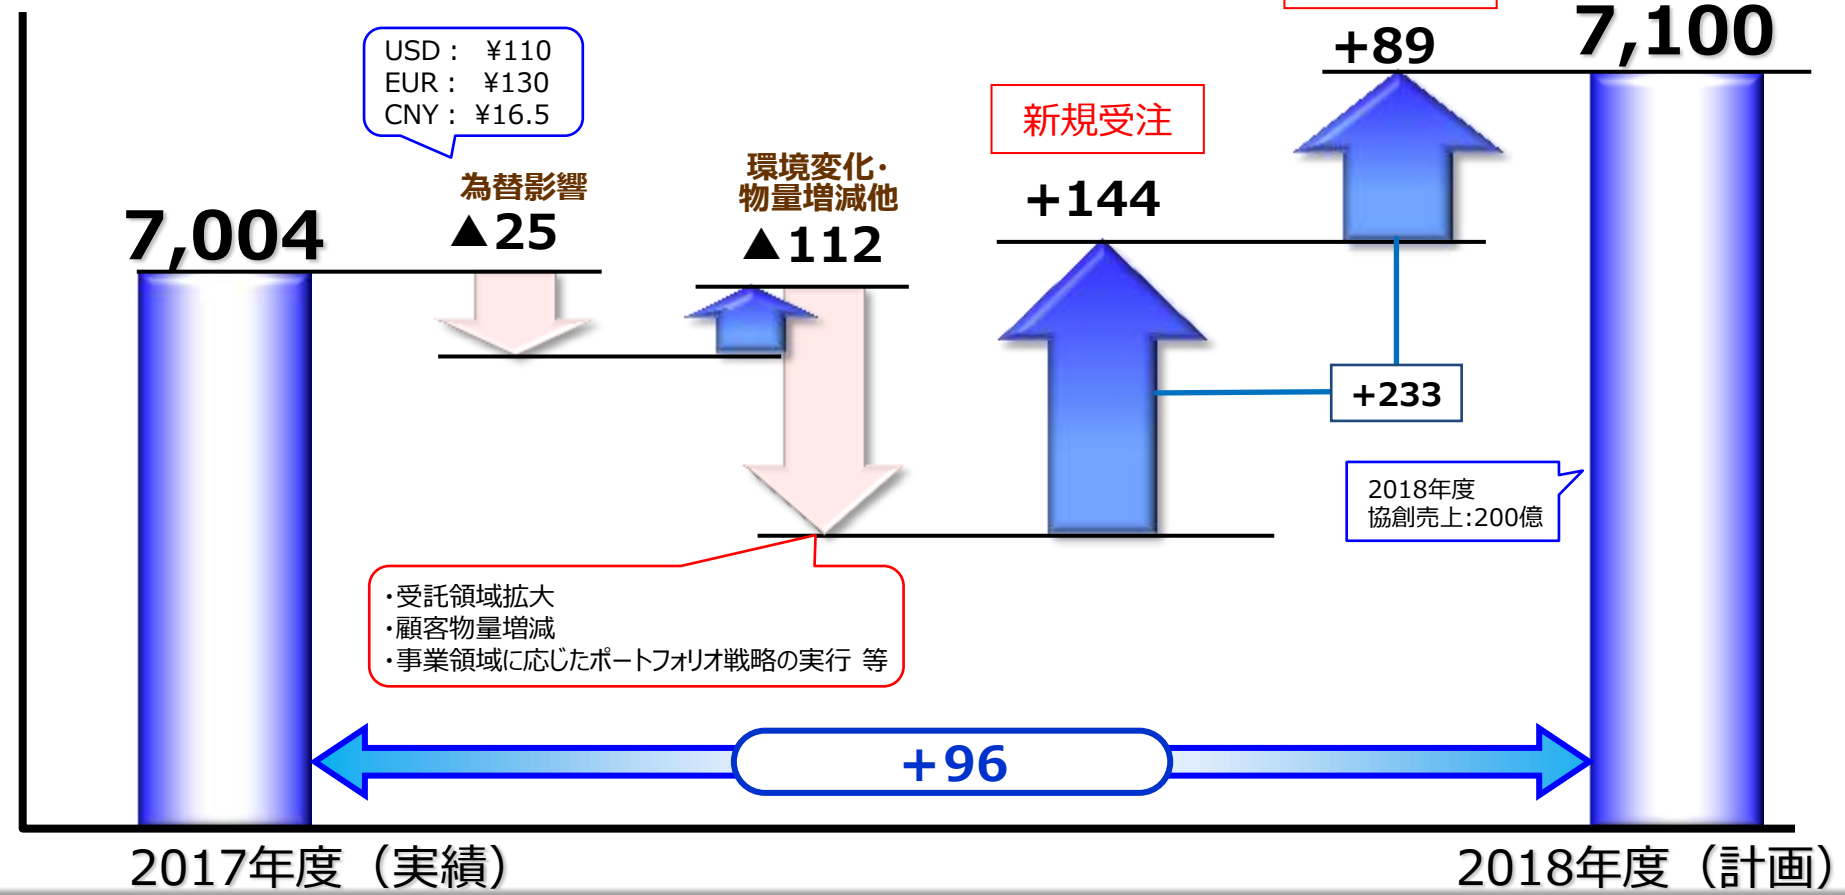 USD： ¥110
EUR： ¥130
CNY： ¥16.5
為替影響
▲25
7,004
環境変化･
物量増減他
▲112
新規受注
+144
+89
7,100
+233
2018年度
協創売上:200億
･受託領域拡大
･顧客物量増減
･事業領域に応じたポートフォリオ戦略の実行 等
+96
2017年度（実績）
2018年度（計画）